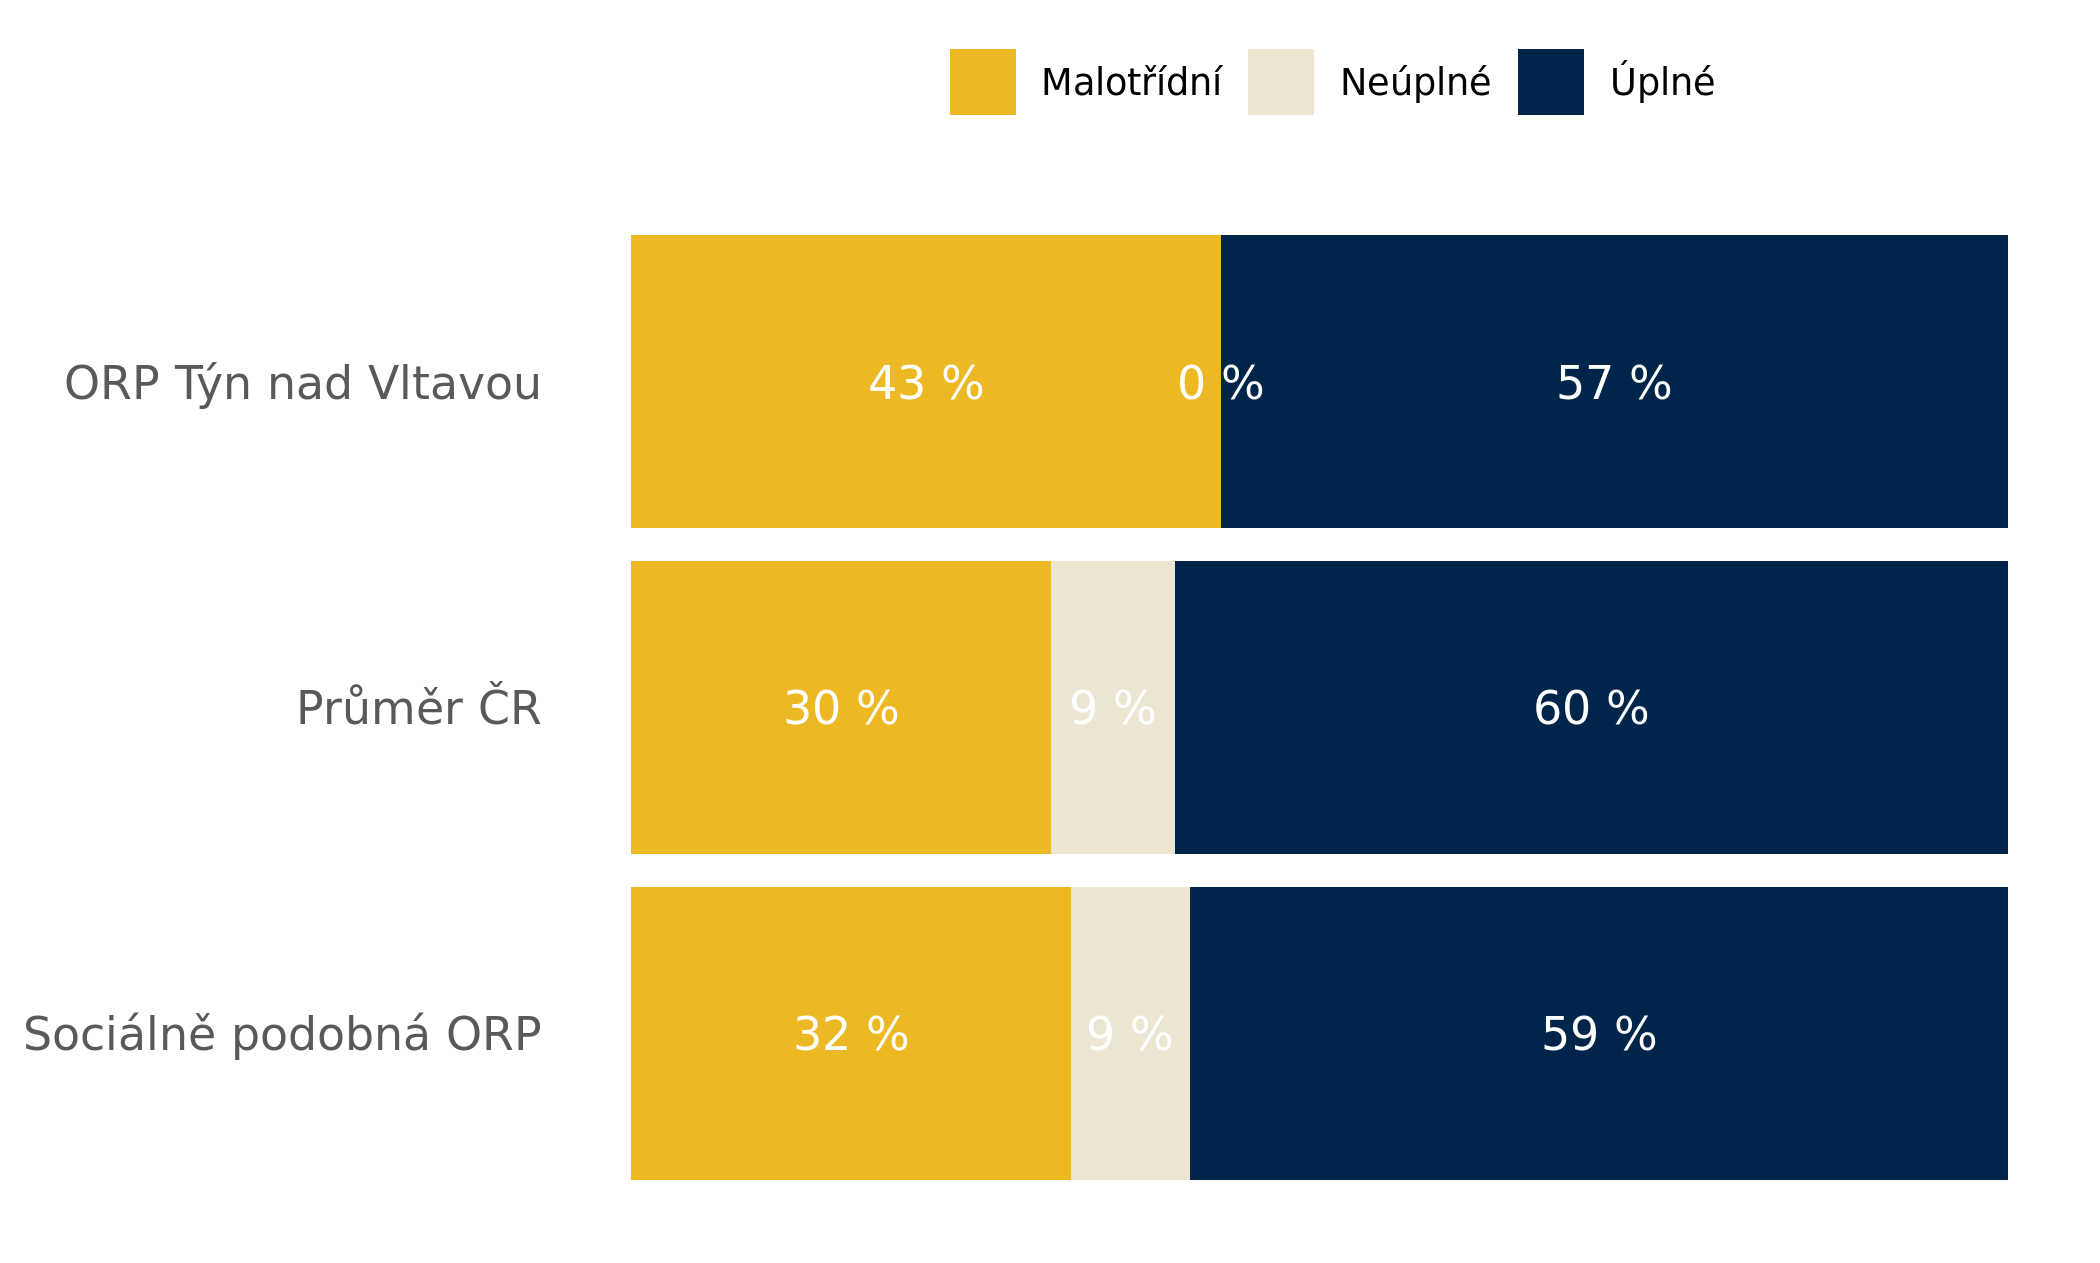 Malotřídní Neúplné Úplné
ORP Týn nad Vltavou 43 % 0 % 57 %
Průměr ČR 30 % 9 % 60 %
Sociálně podobná ORP 32 % 9 % 59 %